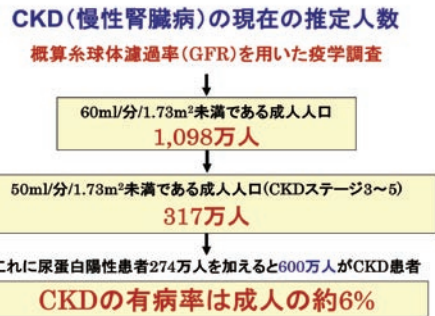 CKD(慢性腎臓病)の現在の推定人数
概算糸球体濾過率(GFR)を用いた疫学調査
60ml/分/1.73m²未満である成人人口
1,098万人
50ml/分/1.73m²未満である成人人口(CKDステージ3～5)
317万人
これに尿蛋白陽性患者274万人を加えると600万人がCKD患者
CKDの有病率は成人の約6%